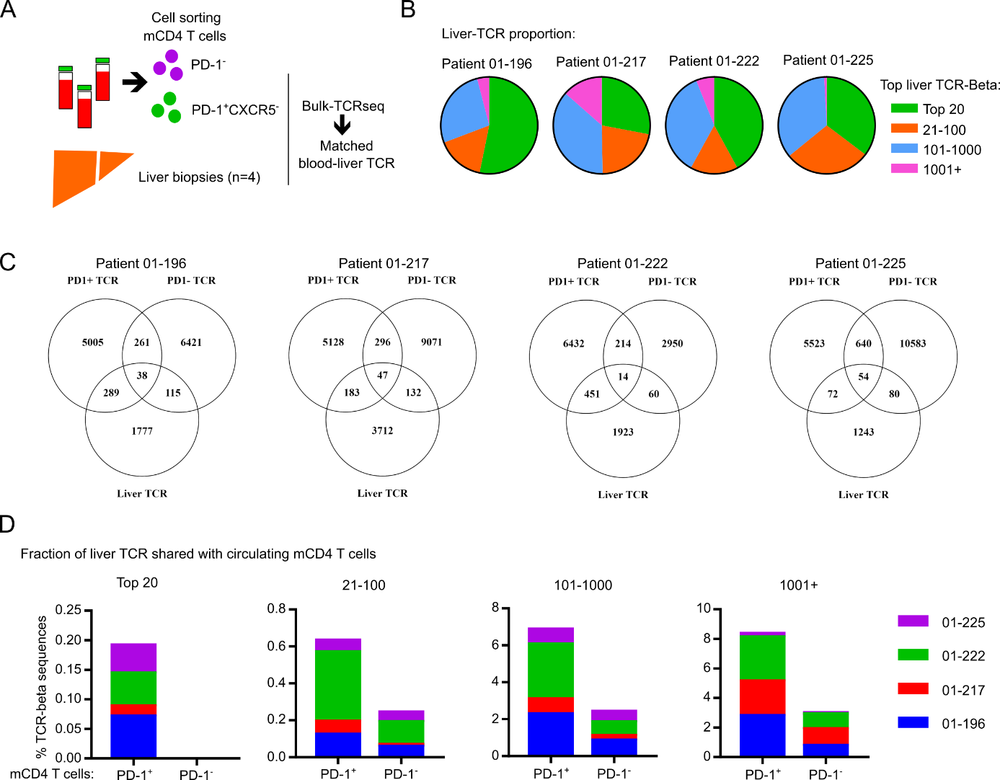 A
Cell sorting
mCD4 T cells
PD-1⁻
PD-1⁺CXCR5⁻
Bulk-TCRseq
Matched
blood-liver TCR
Liver biopsies (n=4)
B
Liver-TCR proportion:
Patient 01-196
Patient 01-217
Patient 01-222
Patient 01-225
Top liver TCR-Beta:
Top 20
21-100
101-1000
1001+
C
Patient 01-196
PD1+ TCR
PD1- TCR
5005
261
6421
38
289
115
1777
Liver TCR
Patient 01-217
PD1+ TCR
PD1- TCR
5128
296
9071
47
183
132
3712
Liver TCR
Patient 01-222
PD1+ TCR
PD1- TCR
6432
214
2950
14
451
60
1923
Liver TCR
Patient 01-225
PD1+ TCR
PD1- TCR
5523
640
10583
54
72
80
1243
Liver TCR
D
Fraction of liver TCR shared with circulating mCD4 T cells
Top 20
% TCR-beta sequences
0.25
0.20
0.15
0.10
0.05
0.00
mCD4 T cells:
PD-1⁺
PD-1⁻
21-100
0.8
0.6
0.4
0.2
0.0
PD-1⁺
PD-1⁻
101-1000
8
6
4
2
0
PD-1⁺
PD-1⁻
1001+
10
8
6
4
2
0
PD-1⁺
PD-1⁻
01-225
01-222
01-217
01-196